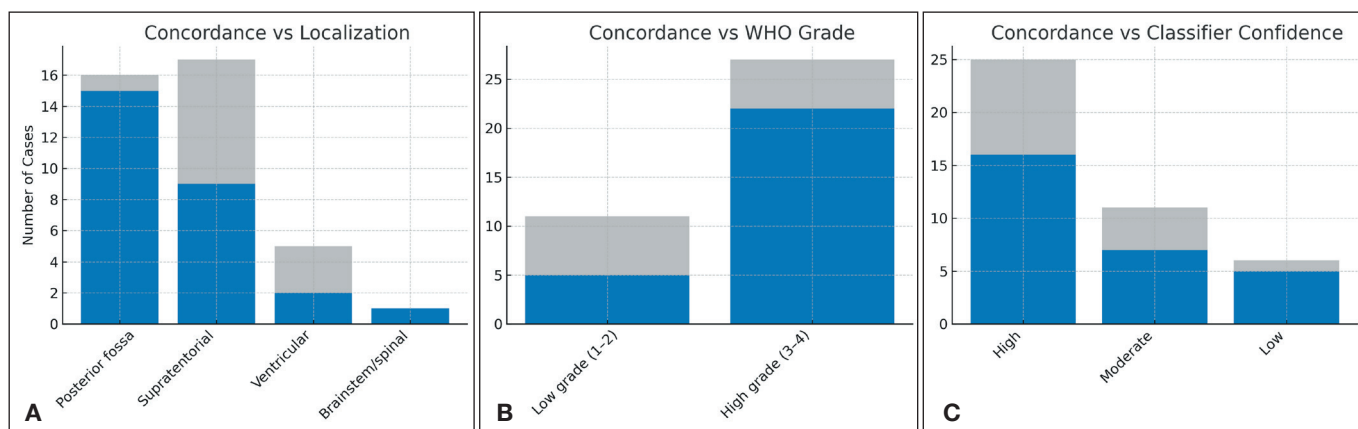 Concordance vs Localization
Number of Cases
16
14
12
10
8
6
4
2
0
Posterior fossa
Supratentorial
Ventricular
Brainstem/spinal
A
Concordance vs WHO Grade
25
20
15
10
5
0
Low grade (1–2)
High grade (3–4)
B
Concordance vs Classifier Confidence
25
20
15
10
5
0
High
Moderate
Low
C